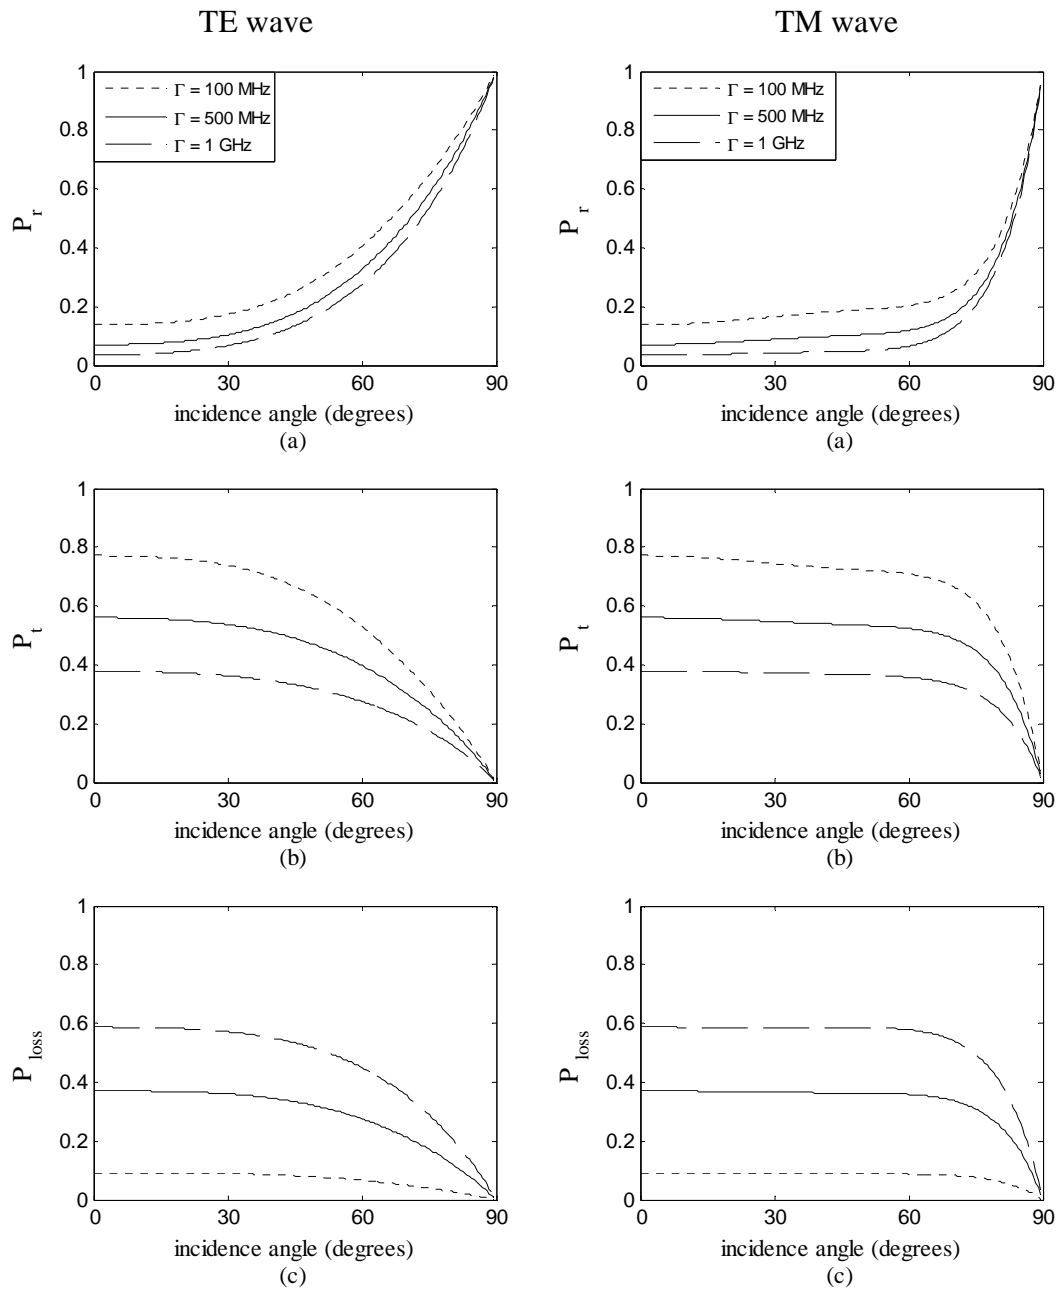 TE wave
TM wave
1
0.8
0.6
0.4
0.2
0
P r
Γ = 100 MHz
Γ = 500 MHz
Γ = 1 GHz
0 30 60 90
incidence angle (degrees)
(a)
1
0.8
0.6
0.4
0.2
0
P r
Γ = 100 MHz
Γ = 500 MHz
Γ = 1 GHz
0 30 60 90
incidence angle (degrees)
(a)
1
0.8
0.6
0.4
0.2
0
P t
0 30 60 90
incidence angle (degrees)
(b)
1
0.8
0.6
0.4
0.2
0
P t
0 30 60 90
incidence angle (degrees)
(b)
1
0.8
0.6
0.4
0.2
0
P loss
0 30 60 90
incidence angle (degrees)
(c)
1
0.8
0.6
0.4
0.2
0
P loss
0 30 60 90
incidence angle (degrees)
(c)